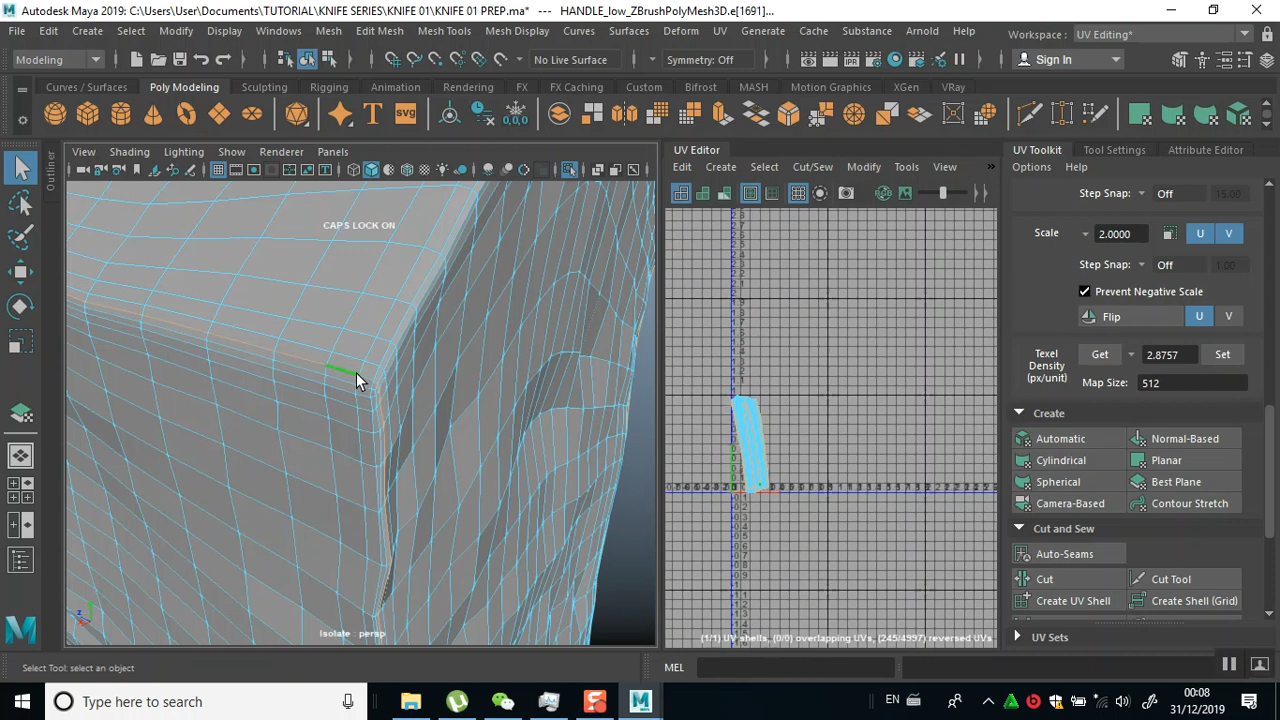 Autodesk Maya 2019: C:\Users\User\Documents\TUTORIAL\KNIFE SERIES\KNIFE 01\KNIFE 01 PREP.ma* --- HANDLE_low_ZBrushPolyMesh3D.e[1691]...
File Edit Create Select Modify Display Windows Mesh Edit Mesh Mesh Tools Mesh Display Curves Surfaces Deform UV Generate Cache Substance Arnold Help Workspace : UV Editing*
Modeling No Live Surface Symmetry: Off Sign In
Curves / Surfaces Poly Modeling Sculpting Rigging Animation Rendering FX FX Caching Custom Bifrost MASH Motion Graphics XGen VRay
SVG 0,0,0
View Shading Lighting Show Renderer Panels
UV Editor
UV Toolkit Tool Settings Attribute Editor
Outliner
Edit Create Select Cut/Sew Modify Tools View »
Options Help
Step Snap: Off 15.00
Scale 2.0000 U V
Step Snap: Off 1.00
Prevent Negative Scale
Flip U V
Texel Density (px/unit) Get 2.8757 Set
Map Size: 512
Create
Automatic Normal-Based
Cylindrical Planar
Spherical Best Plane
Camera-Based Contour Stretch
Cut and Sew
Auto-Seams
Cut Cut Tool
Create UV Shell Create Shell (Grid)
UV Sets
CAPS LOCK ON
Isolate : persp
(1/1) UV shells, (0/0) overlapping UVs, (245/4997) reversed UVs
Select Tool: select an object
MEL
Type here to search
EN
00:08
31/12/2019